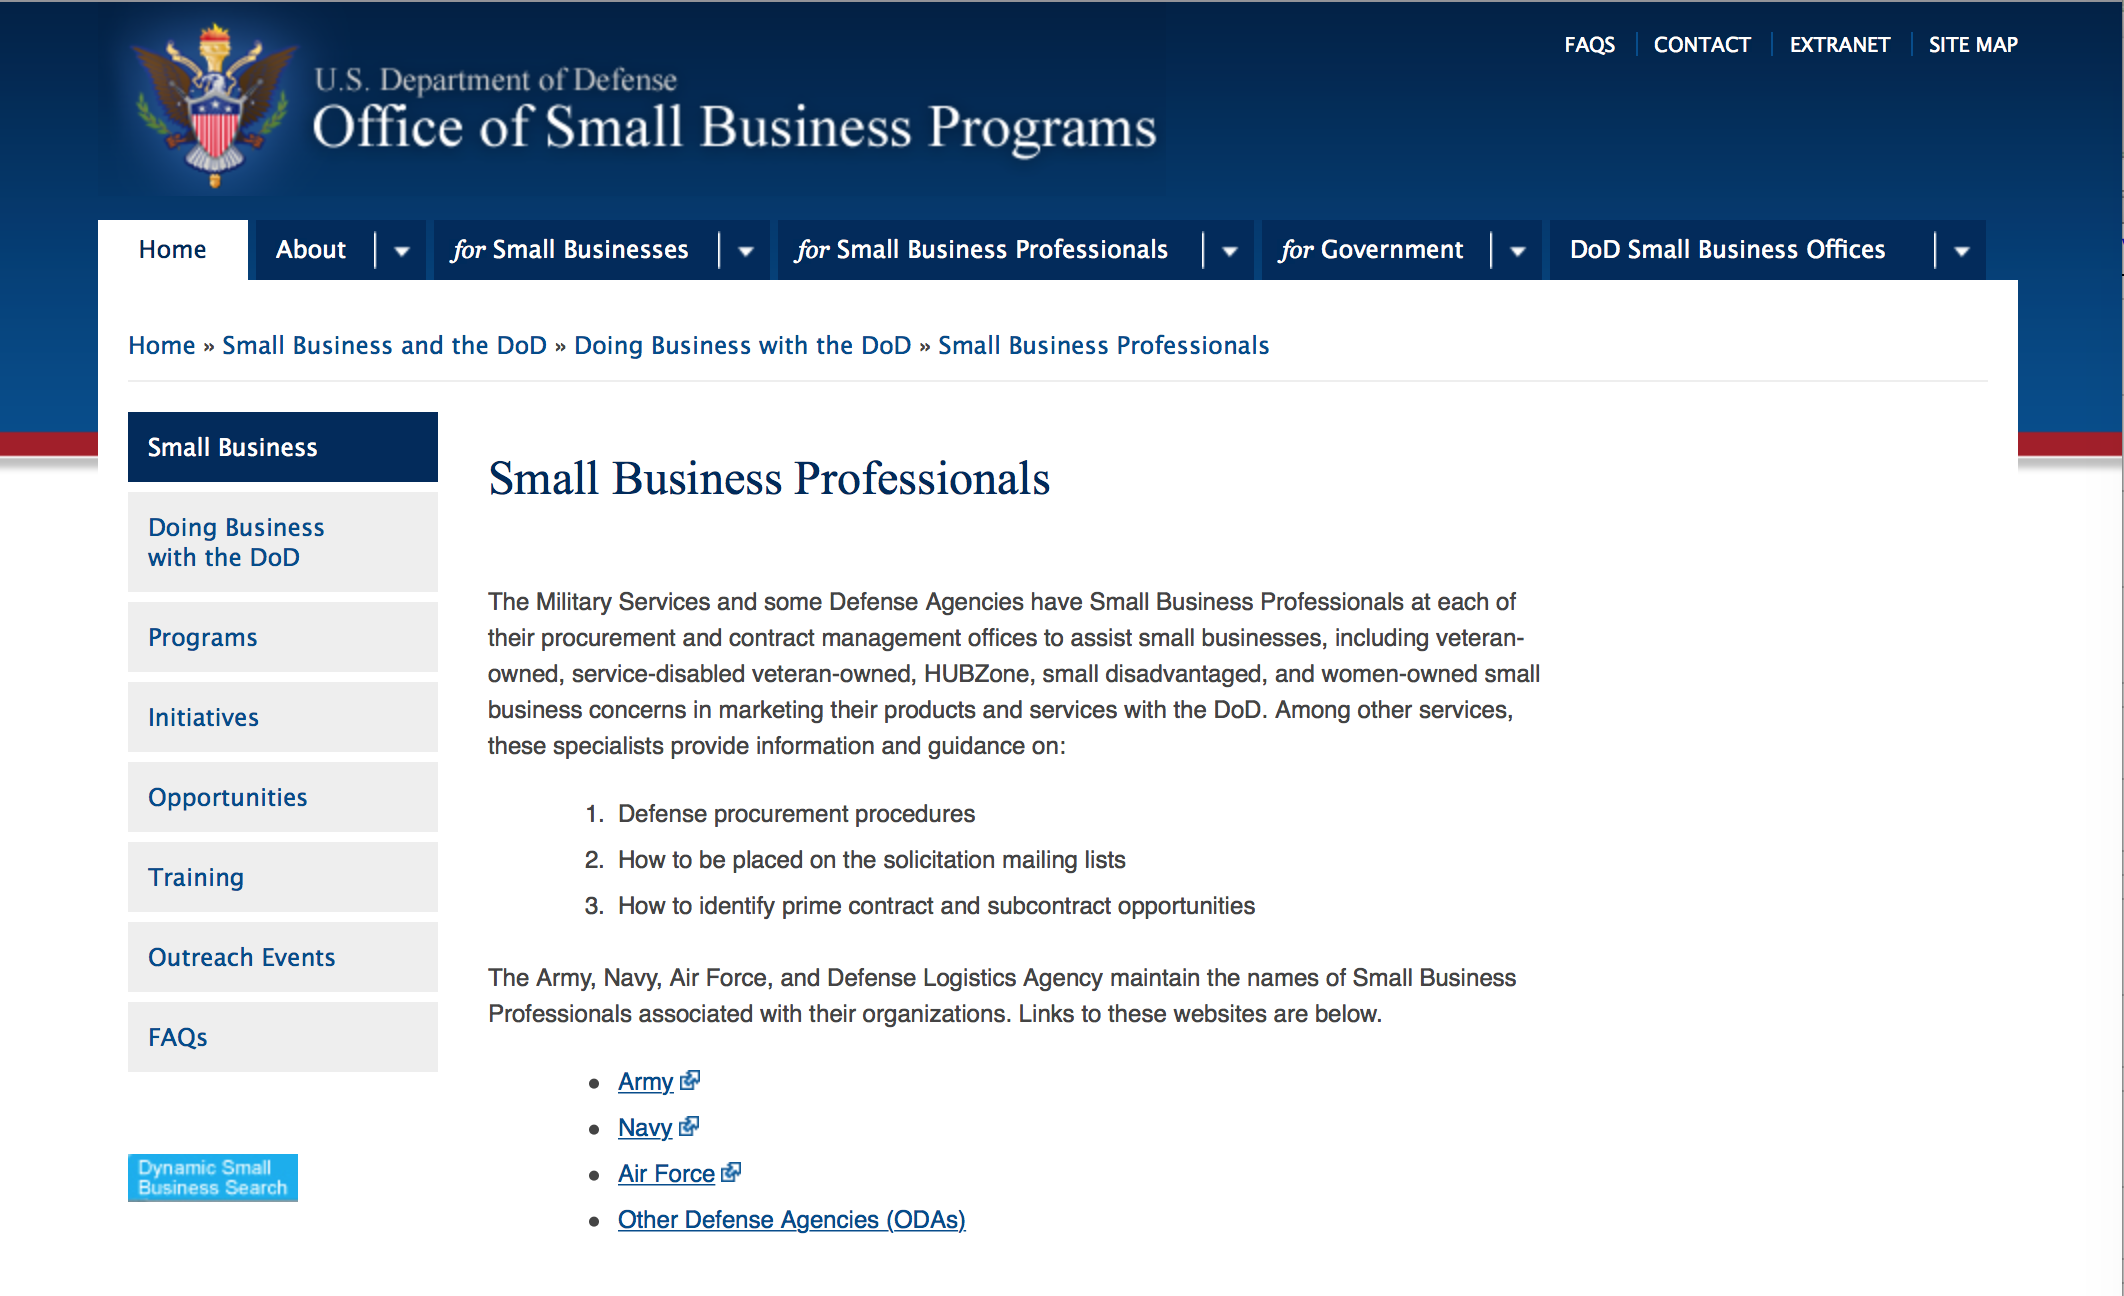 FAQS
CONTACT
EXTRANET
SITE MAP
U.S. Department of Defense
Office of Small Business Programs
Home
About
for Small Businesses
for Small Business Professionals
for Government
DoD Small Business Offices
Home » Small Business and the DoD » Doing Business with the DoD » Small Business Professionals
Small Business
Doing Business
with the DoD
Programs
Initiatives
Opportunities
Training
Outreach Events
FAQs
Dynamic Small
Business Search
Small Business Professionals
The Military Services and some Defense Agencies have Small Business Professionals at each of
their procurement and contract management offices to assist small businesses, including veteran-
owned, service-disabled veteran-owned, HUBZone, small disadvantaged, and women-owned small
business concerns in marketing their products and services with the DoD. Among other services,
these specialists provide information and guidance on:
1. Defense procurement procedures
2. How to be placed on the solicitation mailing lists
3. How to identify prime contract and subcontract opportunities
The Army, Navy, Air Force, and Defense Logistics Agency maintain the names of Small Business
Professionals associated with their organizations. Links to these websites are below.
• Army
• Navy
• Air Force
• Other Defense Agencies (ODAs)